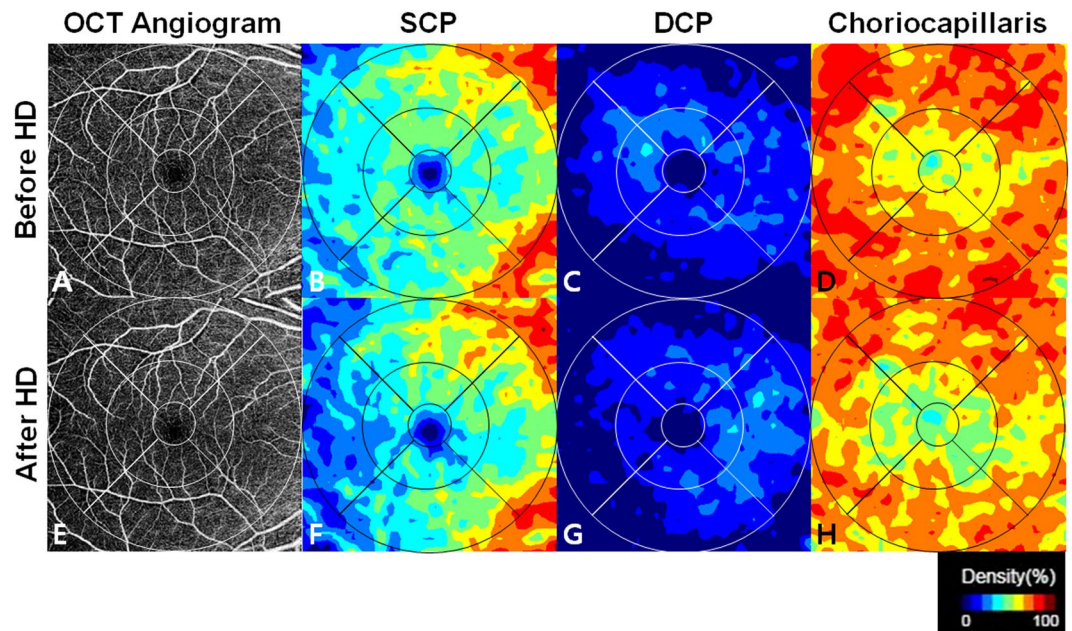 OCT Angiogram SCP DCP Choriocapillaris
Before HD
A B C D
After HD
E F G H
Density(%)
0 100